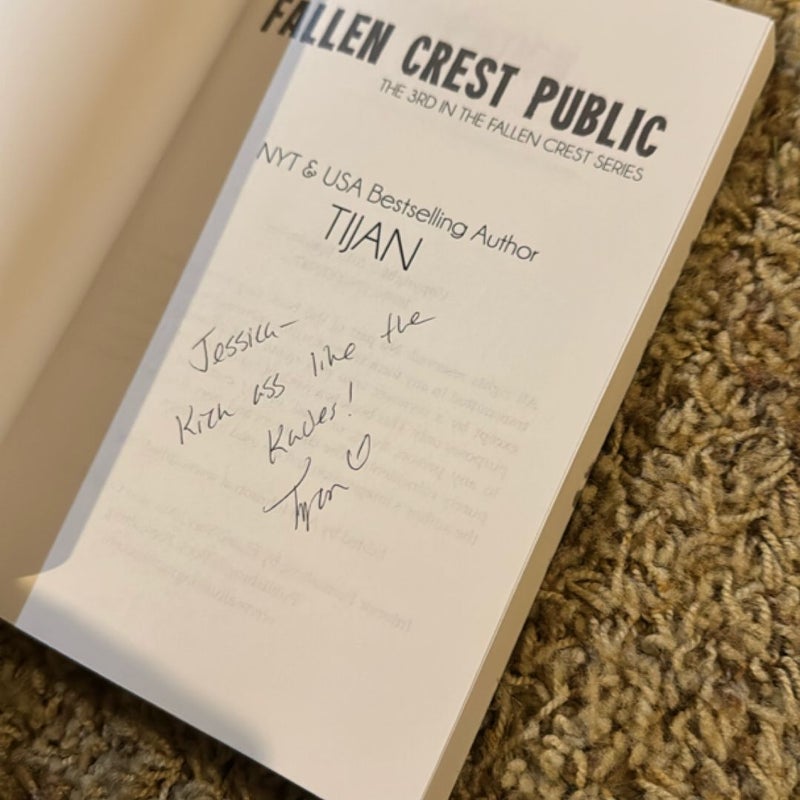 FALLEN CREST PUBLIC
THE 3RD IN THE FALLEN CREST SERIES
NYT & USA Bestselling Author
TIJAN
Jessica-
Kick ass like the
Kades!
Tijan